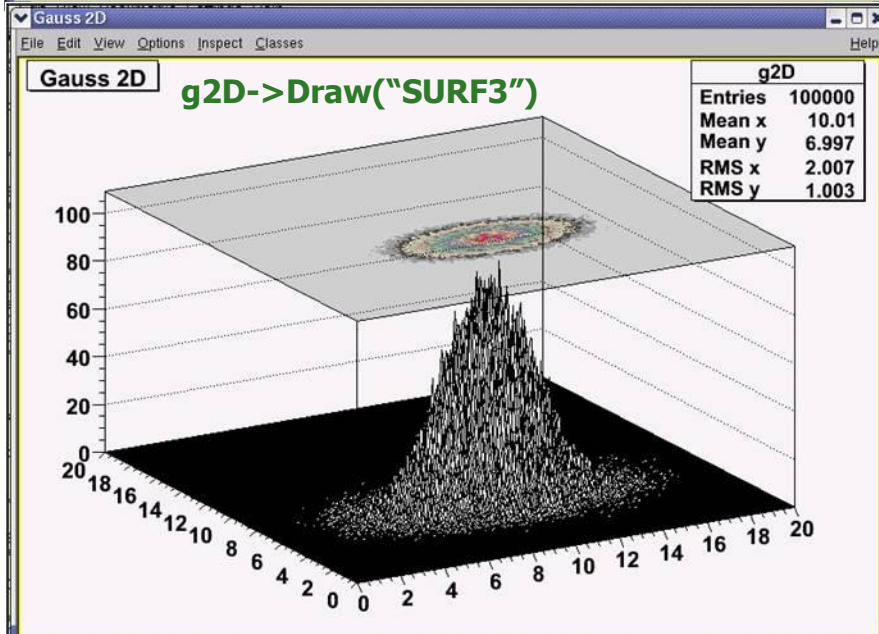 Gauss 2D
File Edit View Options Inspect Classes Help
Gauss 2D
g2D->Draw(“SURF3”)
g2D
Entries 100000
Mean x 10.01
Mean y 6.997
RMS x 2.007
RMS y 1.003
100
80
60
40
20
0
20
18
16
14
12
10
8
6
4
2
0
0
2
4
6
8
10
12
14
16
18
20